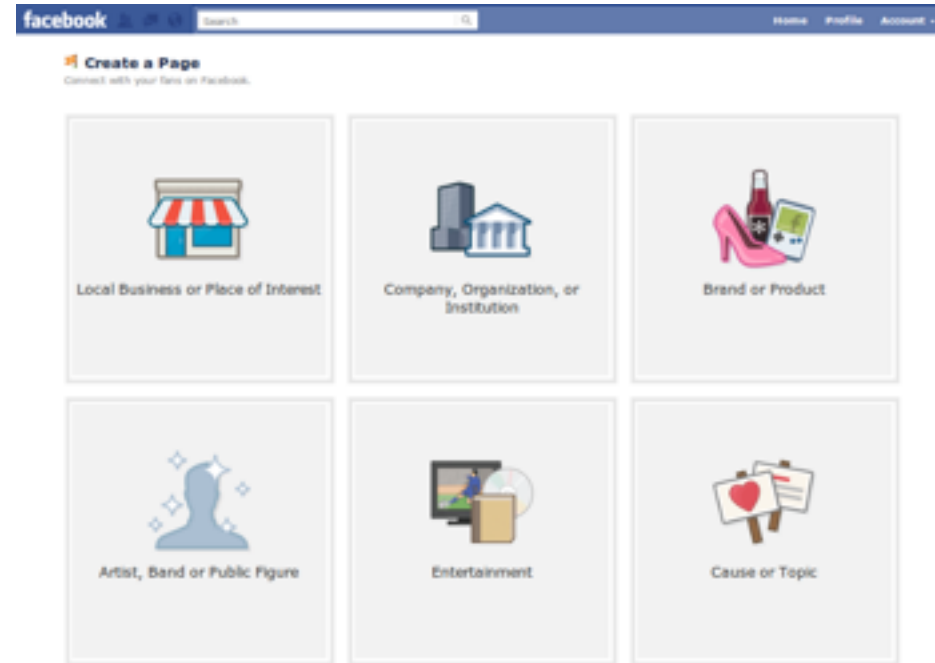 facebook Search Home Profile Account
Create a Page
Connect with your fans on Facebook.
Local Business or Place of Interest
Company, Organization, or
Institution
Brand or Product
Artist, Band or Public Figure
Entertainment
Cause or Topic